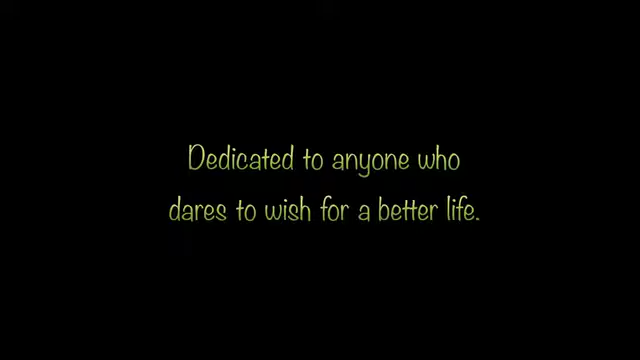 Dedicated to anyone who
dares to wish for a better life.